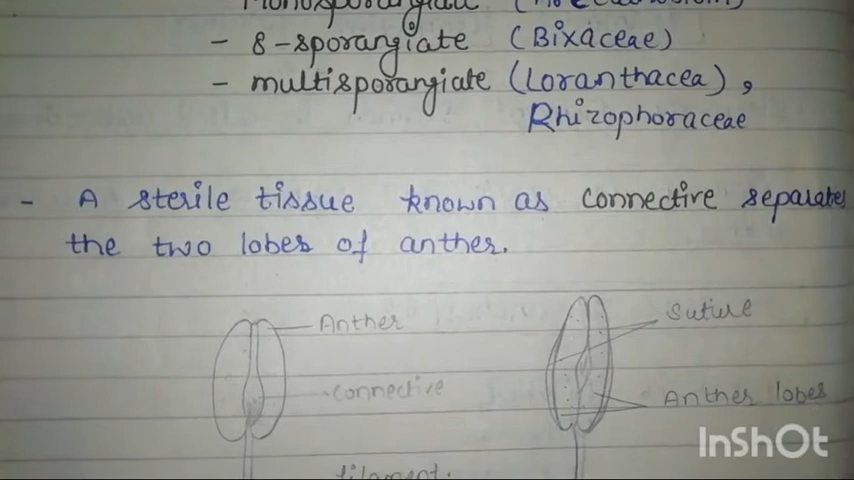 - 8-sporangiate (Bixaceae)
- multisporangiate (Loranthacea),
Rhizophoraceae
- A sterile tissue known as connective separates
the two lobes of anther.
Anther
Suture
connective
Anther lobes
filament.
InShOt